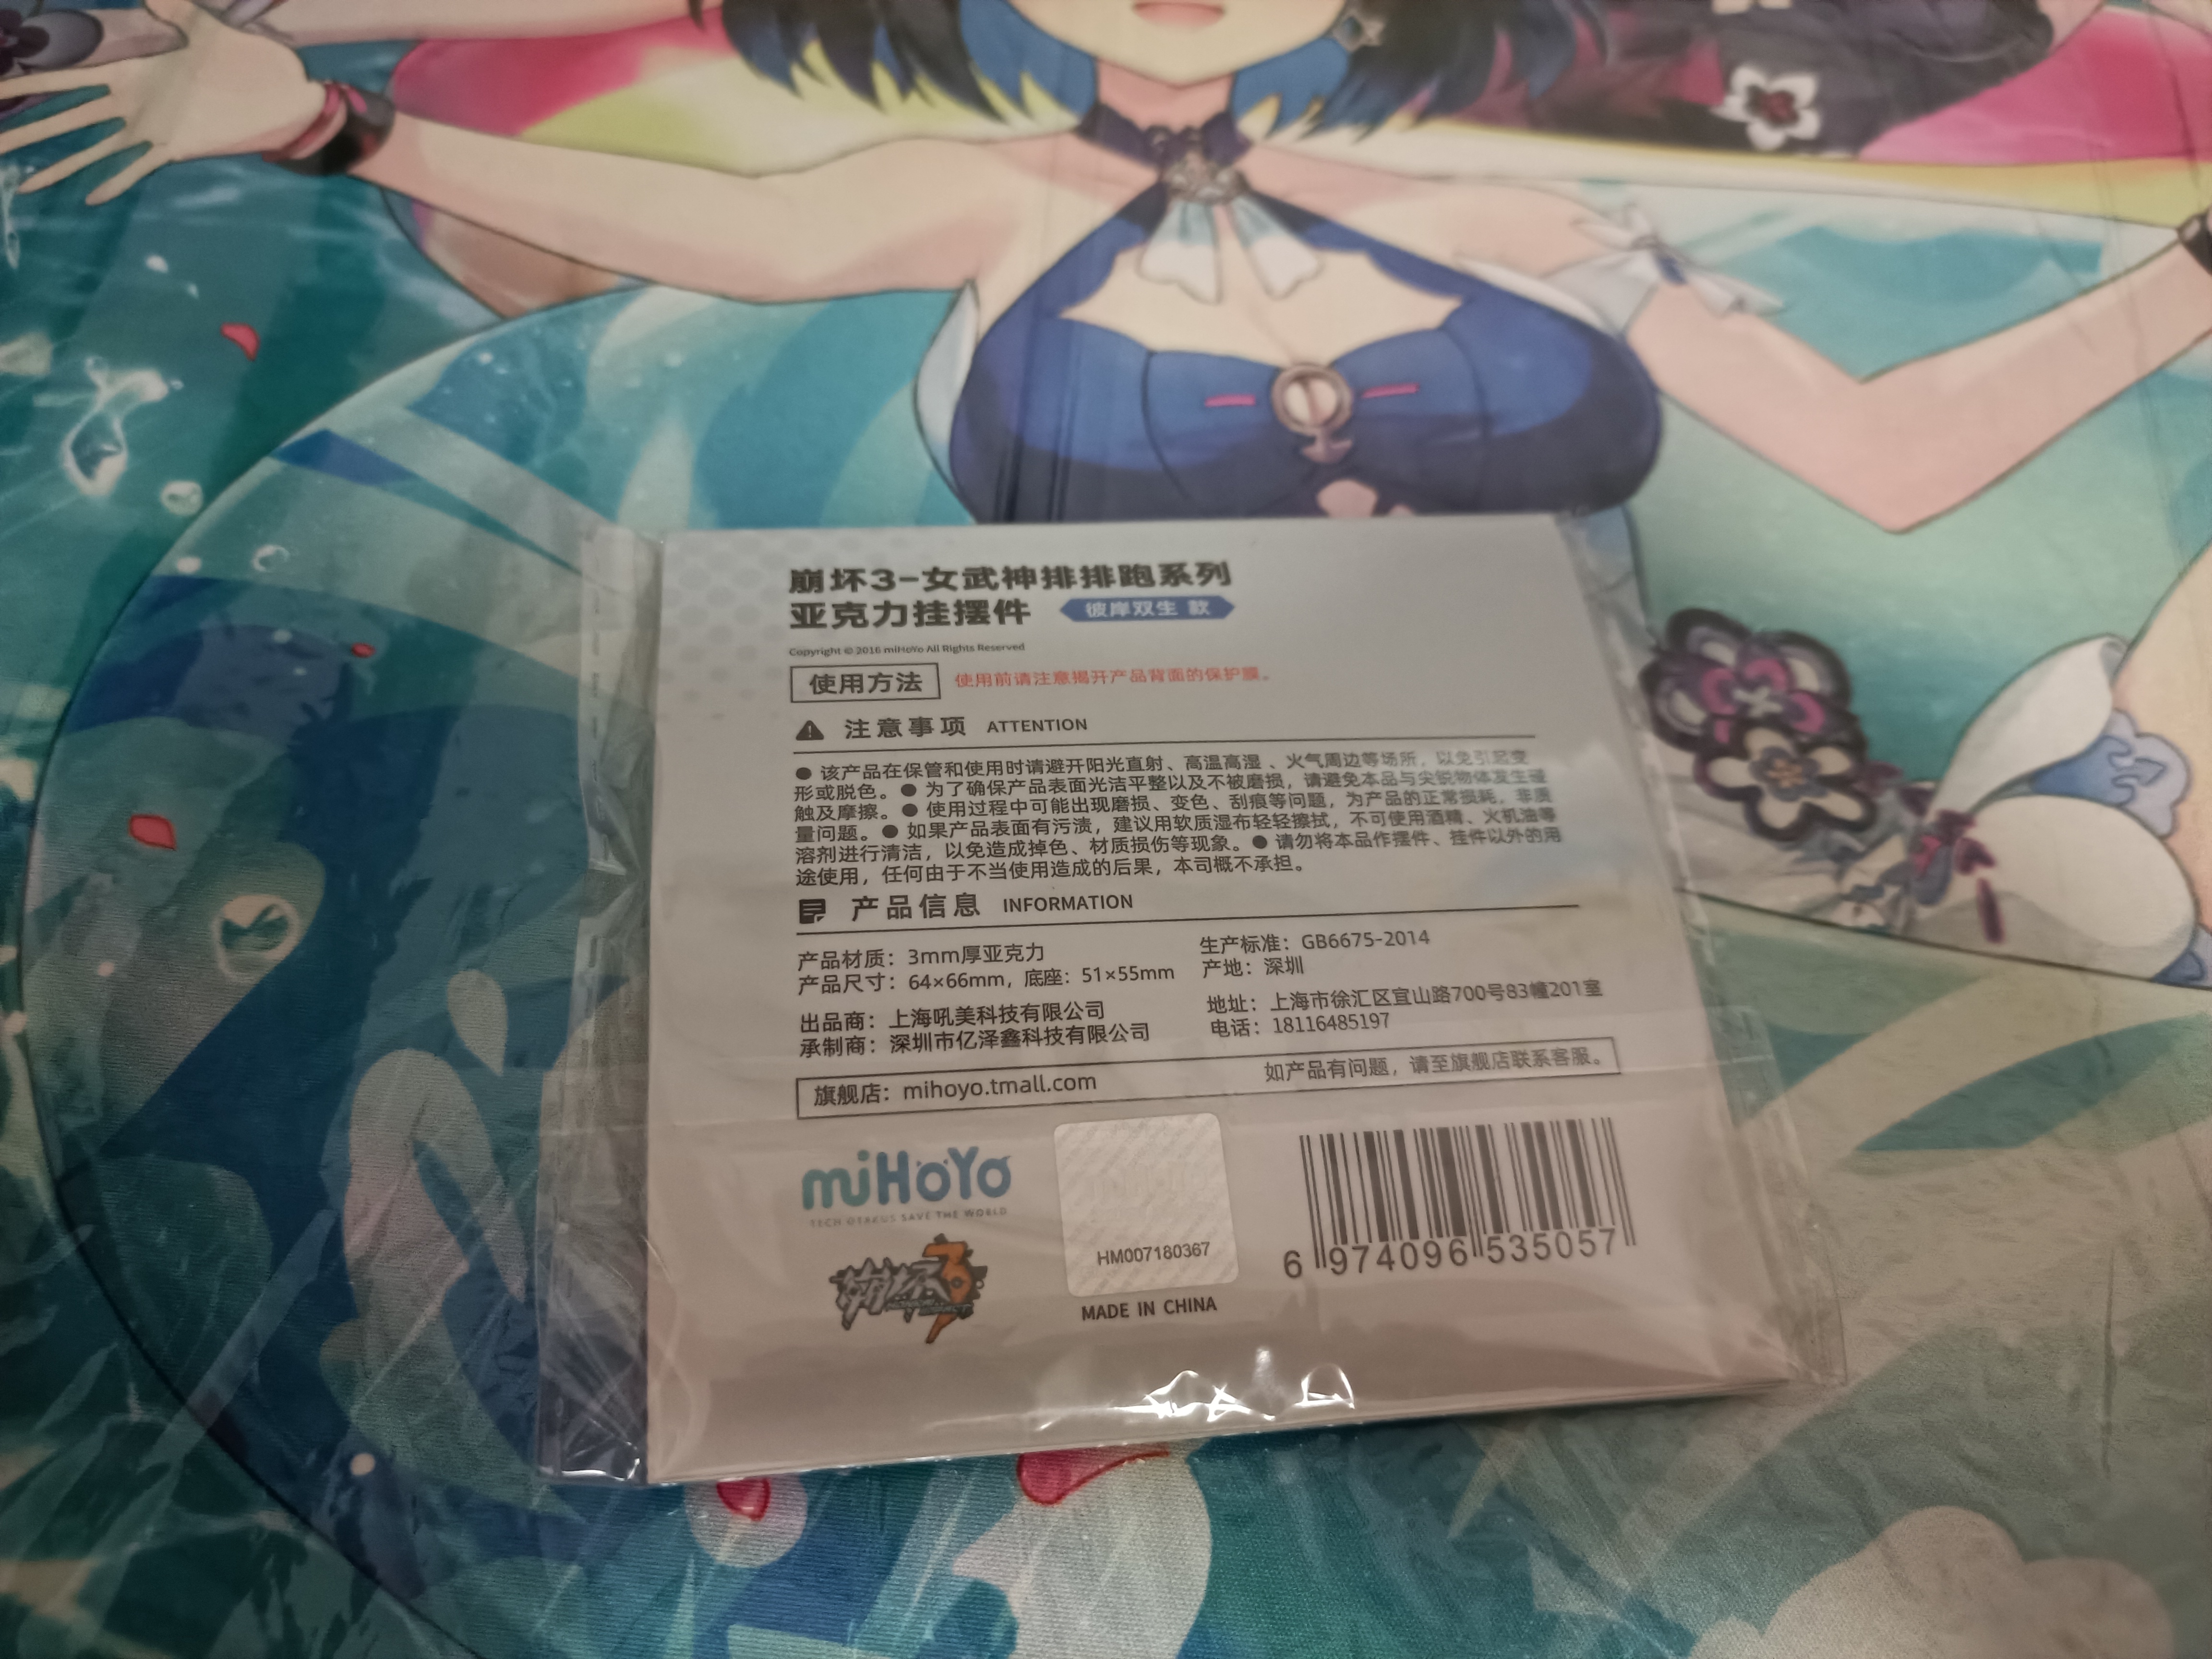 崩坏3-女武神排排跑系列
亚克力挂摆件 彼岸双生 款
Copyright © 2016 miHoYo All Rights Reserved
使用方法 使用前请注意揭开产品背面的保护膜。
注意事项 ATTENTION
● 该产品在保管和使用时请避开阳光直射、高温高湿、火气周边等场所，以免引起变
形或脱色。● 为了确保产品表面光洁平整以及不被磨损，请避免本品与尖锐物体发生碰
触及摩擦。● 使用过程中可能出现磨损、变色、刮痕等问题，为产品的正常损耗，非质
量问题。● 如果产品表面有污渍，建议用软质湿布轻轻擦拭，不可使用酒精、火机油等
溶剂进行清洁，以免造成掉色、材质损伤等现象。● 请勿将本品作摆件、挂件以外的用
途使用，任何由于不当使用造成的后果，本司概不承担。
产品信息 INFORMATION
产品材质：3mm厚亚克力 生产标准：GB6675-2014
产品尺寸：64×66mm，底座：51×55mm 产地：深圳
出品商：上海吼美科技有限公司 地址：上海市徐汇区宜山路700号83幢201室
承制商：深圳市亿泽鑫科技有限公司 电话：18116485197
旗舰店：mihoyo.tmall.com 如产品有问题，请至旗舰店联系客服。
miHoYo
TECH OTAKUS SAVE THE WORLD
崩坏3
HM007180367
MADE IN CHINA
6 974096 535057